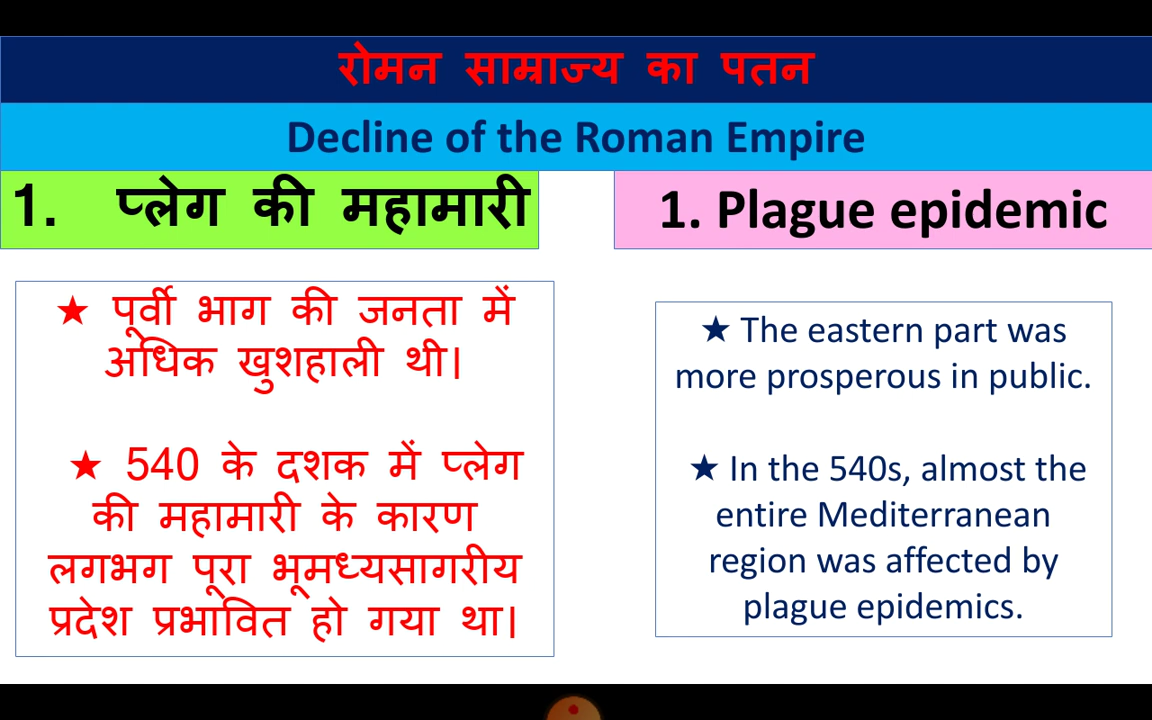 रोमन साम्राज्य का पतन
Decline of the Roman Empire
1. प्लेग की महामारी
1. Plague epidemic
★ पूर्वी भाग की जनता में
अधिक खुशहाली थी।
★ 540 के दशक में प्लेग
की महामारी के कारण
लगभग पूरा भूमध्यसागरीय
प्रदेश प्रभावित हो गया था।
★ The eastern part was
more prosperous in public.
★ In the 540s, almost the
entire Mediterranean
region was affected by
plague epidemics.